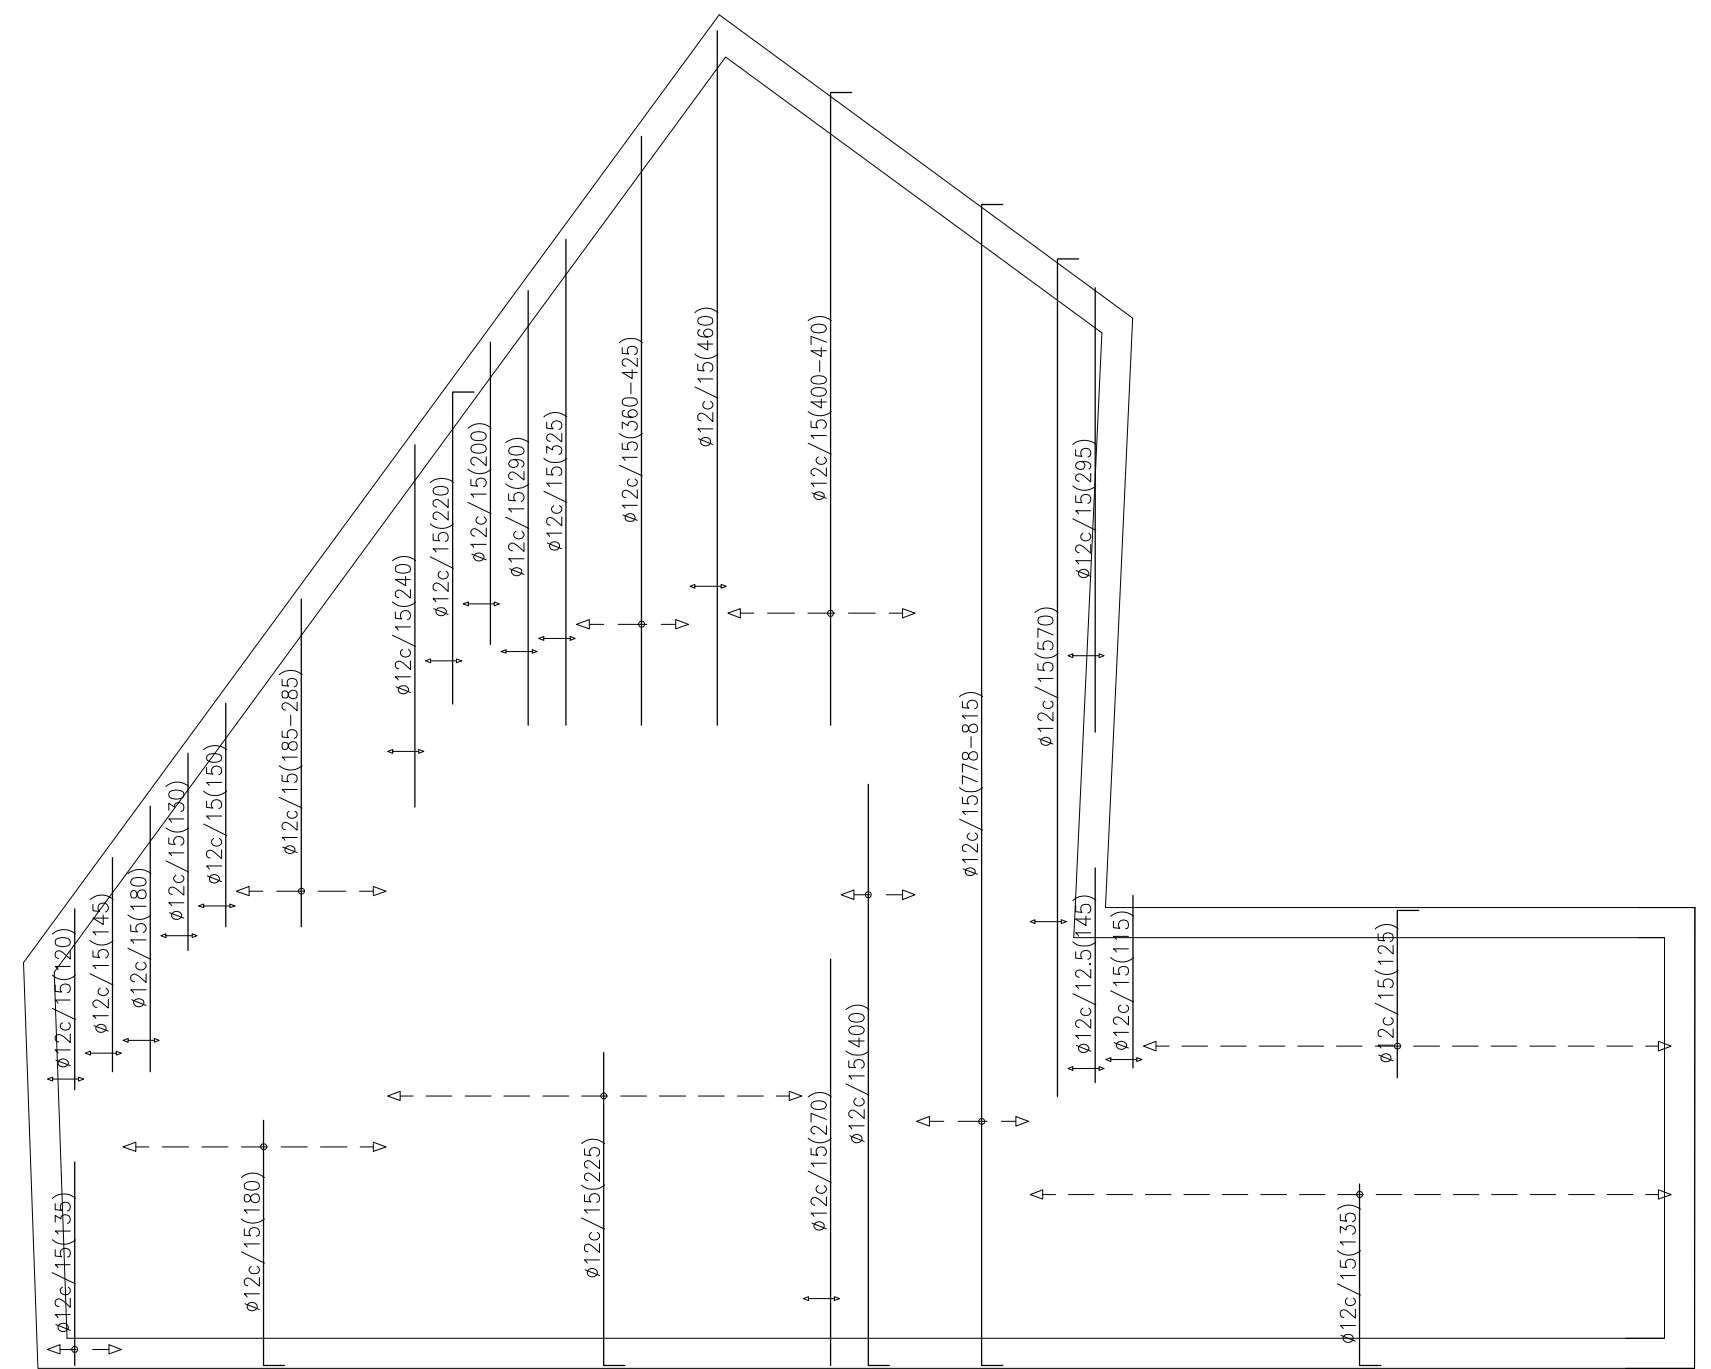 ø12c/15(120)
ø12c/15(145)
ø12c/15(180)
ø12c/15(130)
ø12c/15(150)
ø12c/15(185-285)
ø12c/15(240)
ø12c/15(220)
ø12c/15(200)
ø12c/15(290)
ø12c/15(325)
ø12c/15(360-425)
ø12c/15(460)
ø12c/15(400-470)
ø12c/15(778-815)
ø12c/15(570)
ø12c/15(295)
ø12c/12.5(145)
ø12c/15(115)
ø12c/15(125)
ø12c/15(135)
ø12c/15(180)
ø12c/15(225)
ø12c/15(270)
ø12c/15(400)
ø12c/15(135)